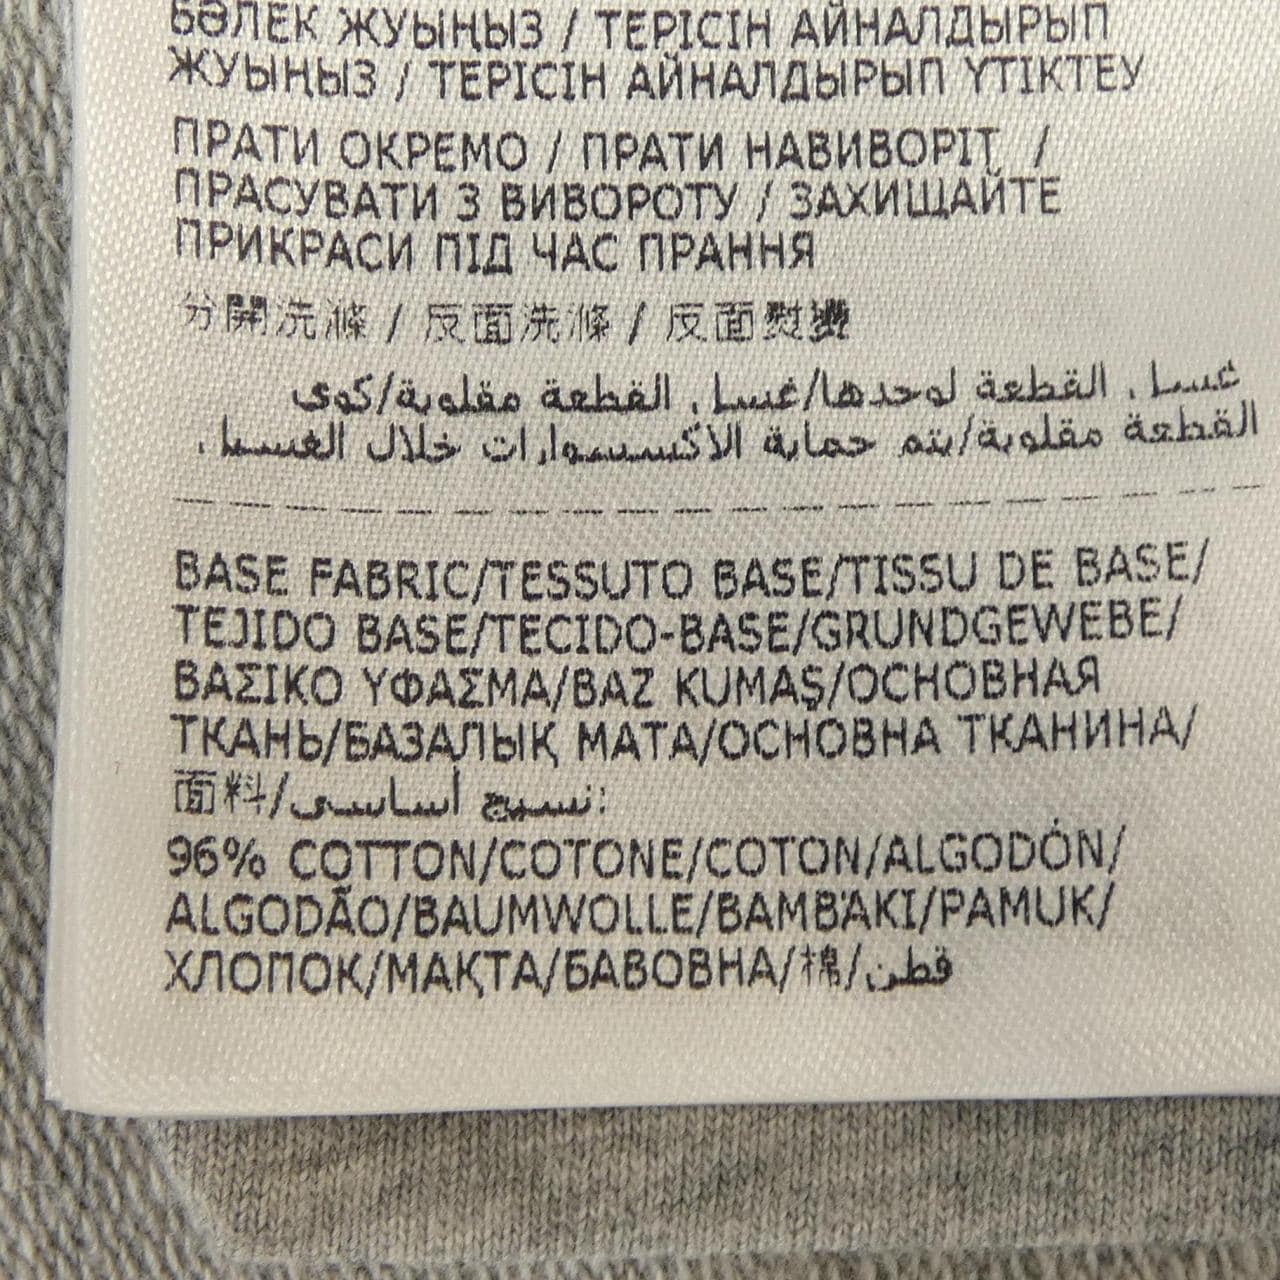 БӨЛЕК ЖУЫҢЫЗ / ТЕРІСІН АЙНАЛДЫРЫП
ЖУЫҢЫЗ / ТЕРІСІН АЙНАЛДЫРЫП ҮТІКТЕУ
ПРАТИ ОКРЕМО / ПРАТИ НАВИВОРІТ /
ПРАСУВАТИ З ВИВОРОТУ / ЗАХИЩАЙТЕ
ПРИКРАСИ ПІД ЧАС ПРАННЯ
分開洗滌 / 反面洗滌 / 反面熨燙
غسل القطعة لوحدها/غسل القطعة مقلوبة/كوى
القطعة مقلوبة/يتم حماية الاكسسوارات خلال الغسيل.
BASE FABRIC/TESSUTO BASE/TISSU DE BASE/
TEJIDO BASE/TECIDO-BASE/GRUNDGEWEBE/
ΒΑΣΙΚΟ ΥΦΑΣΜΑ/BAZ KUMAŞ/ОСНОВНАЯ
ТКАНЬ/БАЗАЛЫҚ МАТА/ОСНОВНА ТКАНИНА/
面料/نسيج أساسى:
96% COTTON/COTONE/COTON/ALGODÓN/
ALGODÃO/BAUMWOLLE/ΒΑΜΒΆΚΙ/PAMUK/
ХЛОПОК/МАҚТА/БАВОВНА/棉/قطن